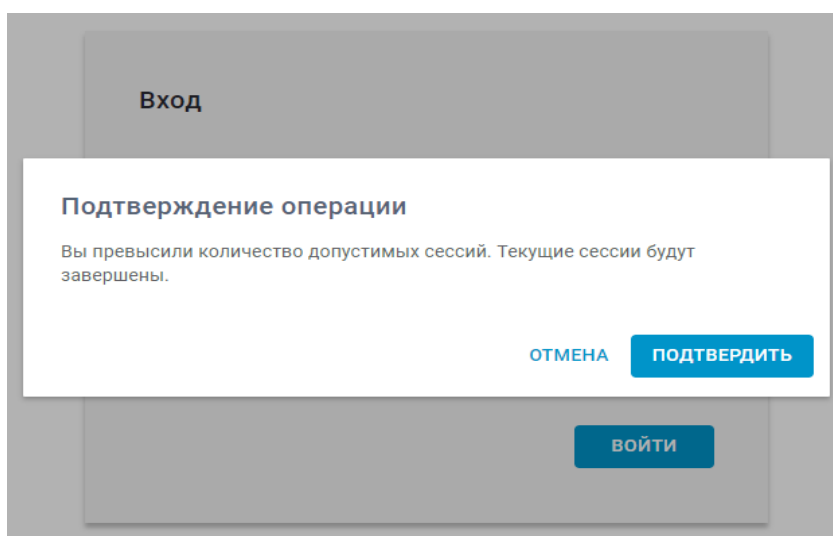 Вход
Подтверждение операции
Вы превысили количество допустимых сессий. Текущие сессии будут
завершены.
ОТМЕНА ПОДТВЕРДИТЬ
ВОЙТИ